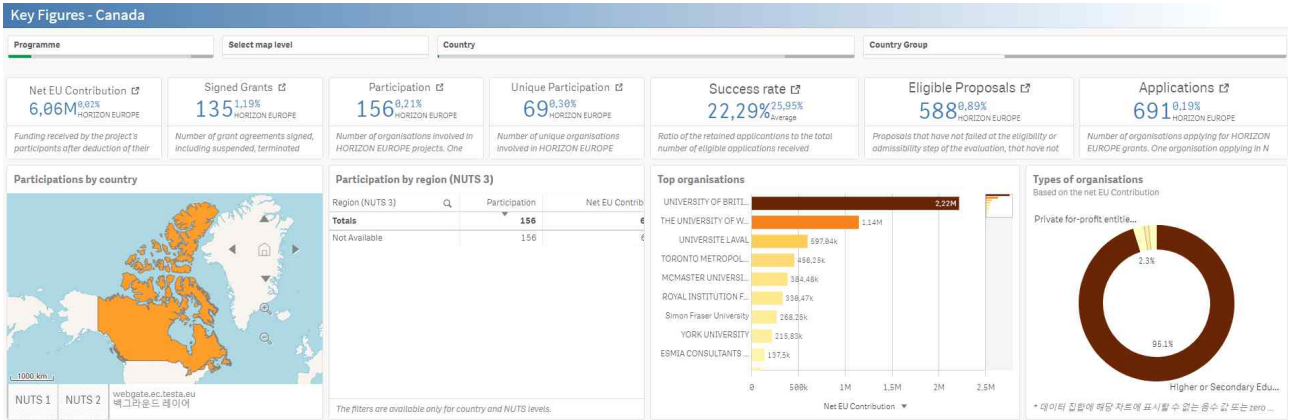 Key Figures - Canada
Programme
Select map level
Country
Country Group
Net EU Contribution
6,06M 0,02%
HORIZON EUROPE
Funding received by the project's
participants after deduction of their
Signed Grants
135 1,19%
HORIZON EUROPE
Number of grant agreements signed,
including suspended, terminated
Participation
156 0,21%
HORIZON EUROPE
Number of organisations involved in
HORIZON EUROPE projects. One
Unique Participation
69 0,30%
HORIZON EUROPE
Number of unique organisations
involved in HORIZON EUROPE
Success rate
22,29% 25,95%
Average
Ratio of the retained applicantions to the total
number of eligible applications received
Eligible Proposals
588 0,89%
HORIZON EUROPE
Proposals that have not failed at the eligibility or
admissibility step of the evaluation, that have not
Applications
691 0,19%
HORIZON EUROPE
Number of organisations applying for HORIZON
EUROPE grants. One organisation applying in N
Participations by country
1000 km
NUTS 1
NUTS 2
webgate.ec.testa.eu
백그라운드 레이어
Participation by region (NUTS 3)
Region (NUTS 3) Participation Net EU Contrib
Totals 156 6
Not Available 156 6
The filters are available only for country and NUTS levels.
Top organisations
UNIVERSITY OF BRITI... 2,22M
THE UNIVERSITY OF W... 1,14M
UNIVERSITE LAVAL 597,04k
TORONTO METROPOL... 456,25k
MCMASTER UNIVERSI... 384,48k
ROYAL INSTITUTION F... 330,47k
Simon Fraser University 268,25k
YORK UNIVERSITY 215,83k
ESMIA CONSULTANTS ... 137,5k
0 500k 1M 1,5M 2M 2,5M
Net EU Contribution
Types of organisations
Based on the net EU Contribution
Private for-profit entitie...
2.3%
95.1%
Higher or Secondary Edu...
* 데이터 집합에 해당 차트에 표시할 수 없는 음수 값 또는 zero ...